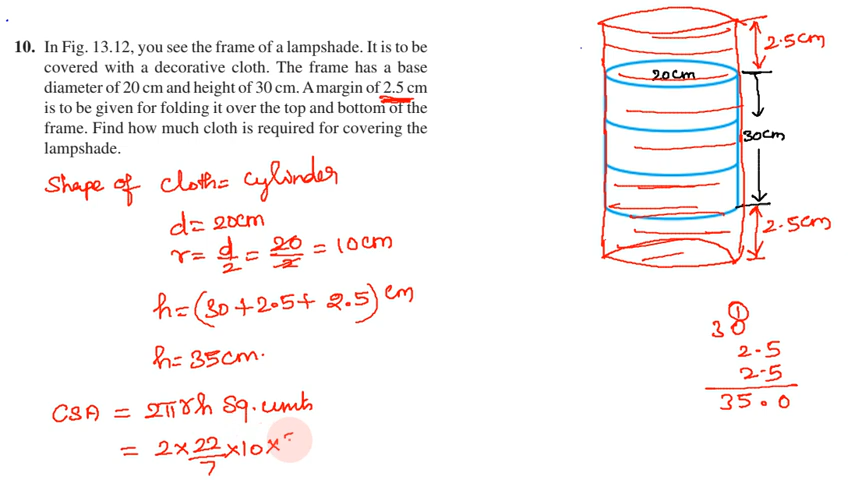 10. In Fig. 13.12, you see the frame of a lampshade. It is to be
covered with a decorative cloth. The frame has a base
diameter of 20 cm and height of 30 cm. A margin of 2.5 cm
is to be given for folding it over the top and bottom of the
frame. Find how much cloth is required for covering the
lampshade.
Shape of cloth = cylinder
d = 20cm
r = d/2 = 20/2 = 10cm
h = (30 + 2.5 + 2.5) cm
h = 35cm.
CSA = 2πrh sq. units
= 2 × 22/7 × 10 ×
2.5cm
20cm
30cm
2.5cm
1
30
2.5
2.5
35.0